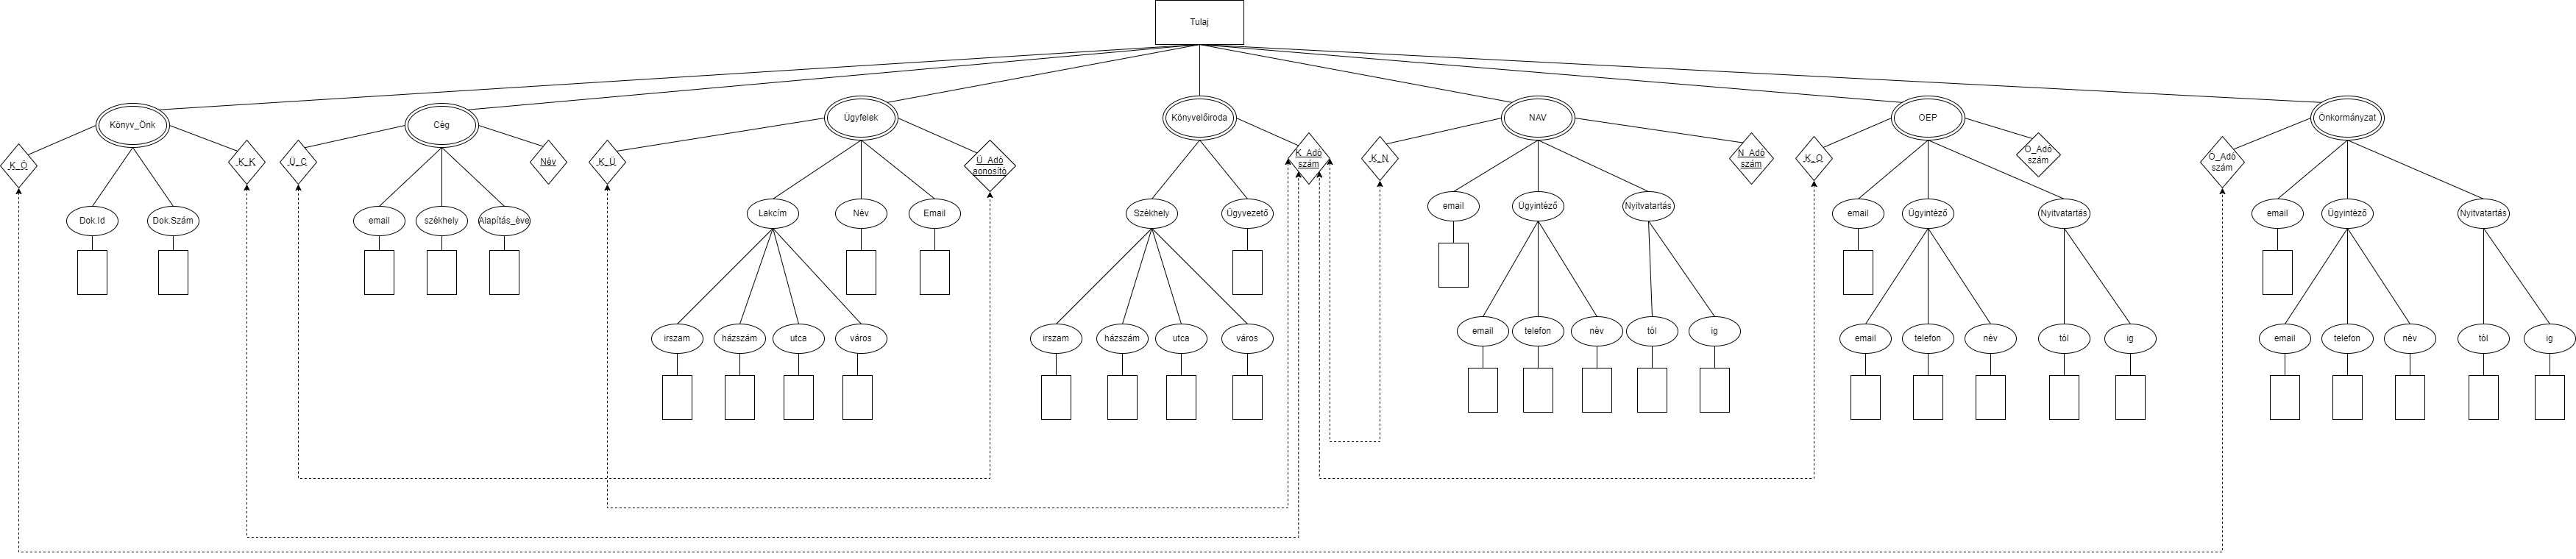 Tulaj
Könyv_Önk
Cég
Ügyfelek
Könyvelőiroda
NAV
OEP
Önkormányzat
K_Ö
K_K
Ü_C
Név
K_Ü
Ü_Adó
aonosító
K_Adó
szám
K_N
N_Adó
szám
K_O
O_Adó
szám
Ö_Adó
szám
Dok.Id
Dok.Szám
email
székhely
Alapítás_éve
Lakcím
Név
Email
Székhely
Ügyvezető
email
Ügyintéző
Nyitvatartás
email
Ügyintéző
Nyitvatartás
email
Ügyintéző
Nyitvatartás
irszam
házszám
utca
város
irszam
házszám
utca
város
email
telefon
név
tól
ig
email
telefon
név
tól
ig
email
telefon
név
tól
ig